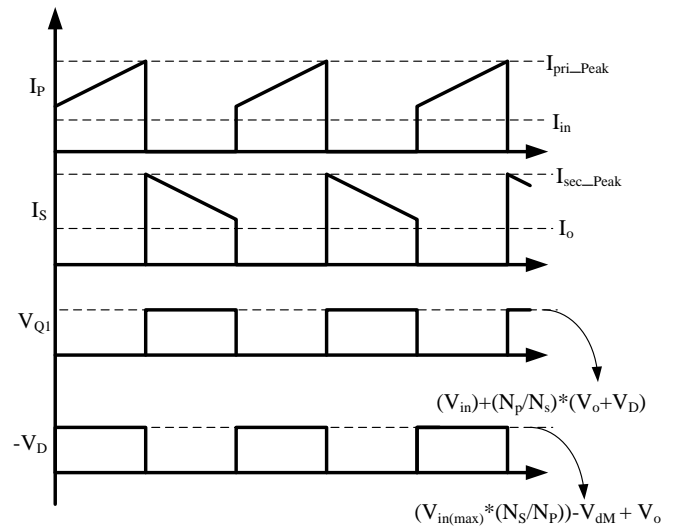 I_P
I_pri_Peak
I_in
I_S
I_sec_Peak
I_o
V_Q1
(V_in)+(N_p/N_s)*(V_o+V_D)
-V_D
(V_in(max)*(N_S/N_P))-V_dM + V_o